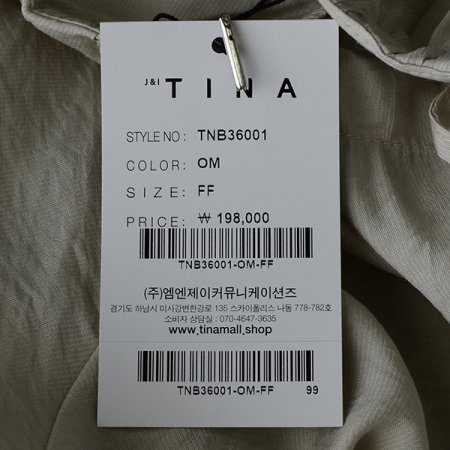 J&I TINA
STYLE NO: TNB36001
COLOR: OM
SIZE: FF
PRICE: ₩ 198,000
TNB36001-OM-FF
(주)엠엔제이커뮤니케이션즈
경기도 하남시 미사강변한강로 135 스카이폴리스 나동 778-782호
소비자 상담실 : 070-4647-3635
www.tinamall.shop
TNB36001-OM-FF 99